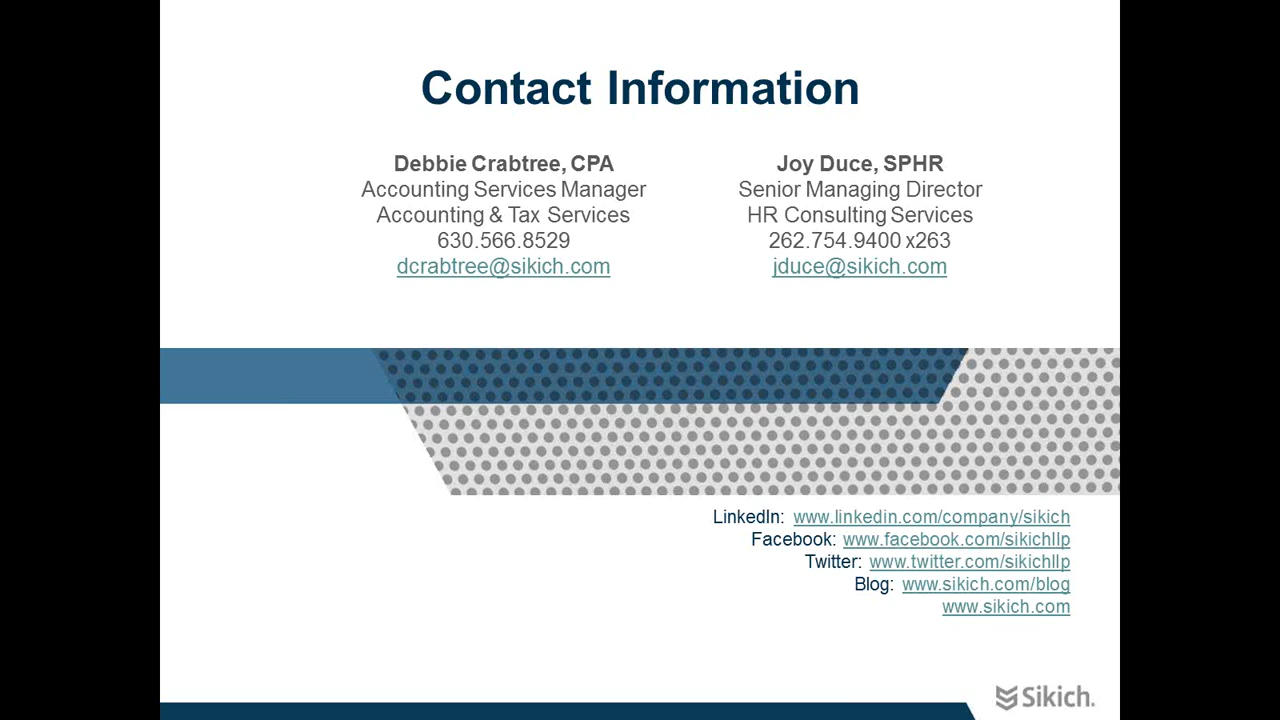 Contact Information
Debbie Crabtree, CPA
Accounting Services Manager
Accounting & Tax Services
630.566.8529
dcrabtree@sikich.com
Joy Duce, SPHR
Senior Managing Director
HR Consulting Services
262.754.9400 x263
jduce@sikich.com
LinkedIn: www.linkedin.com/company/sikich
Facebook: www.facebook.com/sikichllp
Twitter: www.twitter.com/sikichllp
Blog: www.sikich.com/blog
www.sikich.com
Sikich.